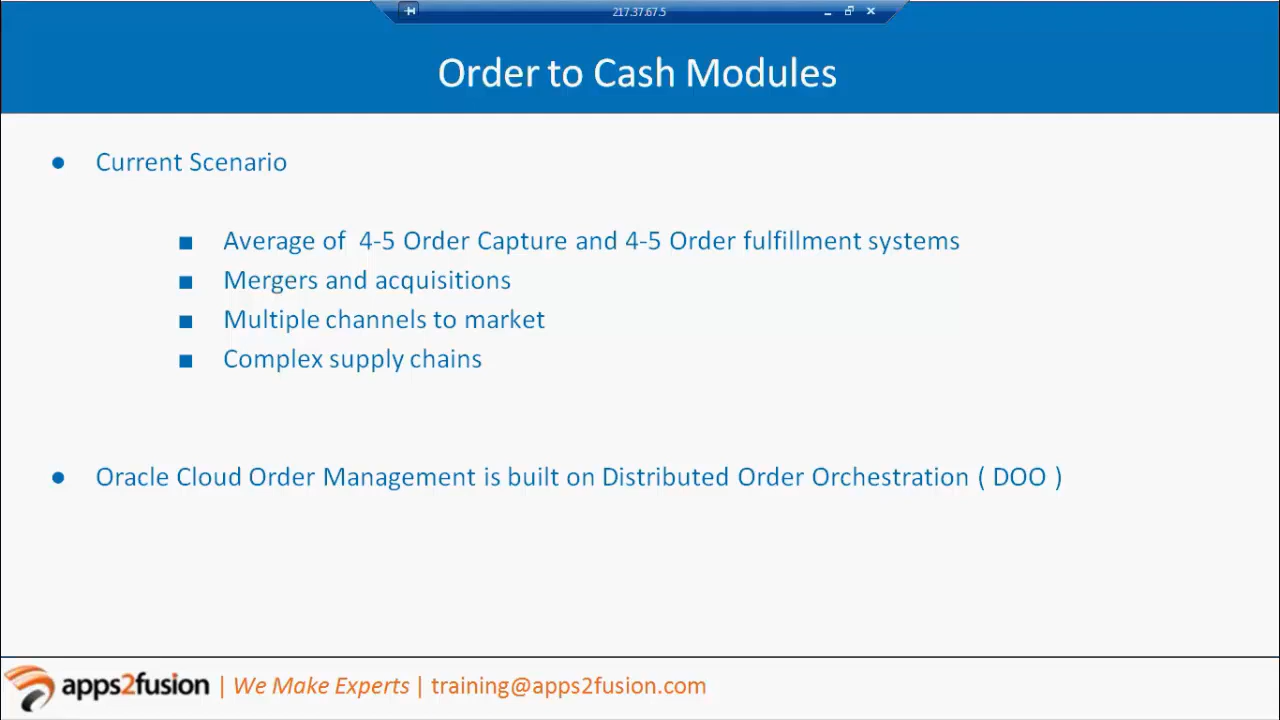 217.37.67.5
Order to Cash Modules
● Current Scenario
■ Average of 4-5 Order Capture and 4-5 Order fulfillment systems
■ Mergers and acquisitions
■ Multiple channels to market
■ Complex supply chains
● Oracle Cloud Order Management is built on Distributed Order Orchestration ( DOO )
apps2fusion | We Make Experts | training@apps2fusion.com